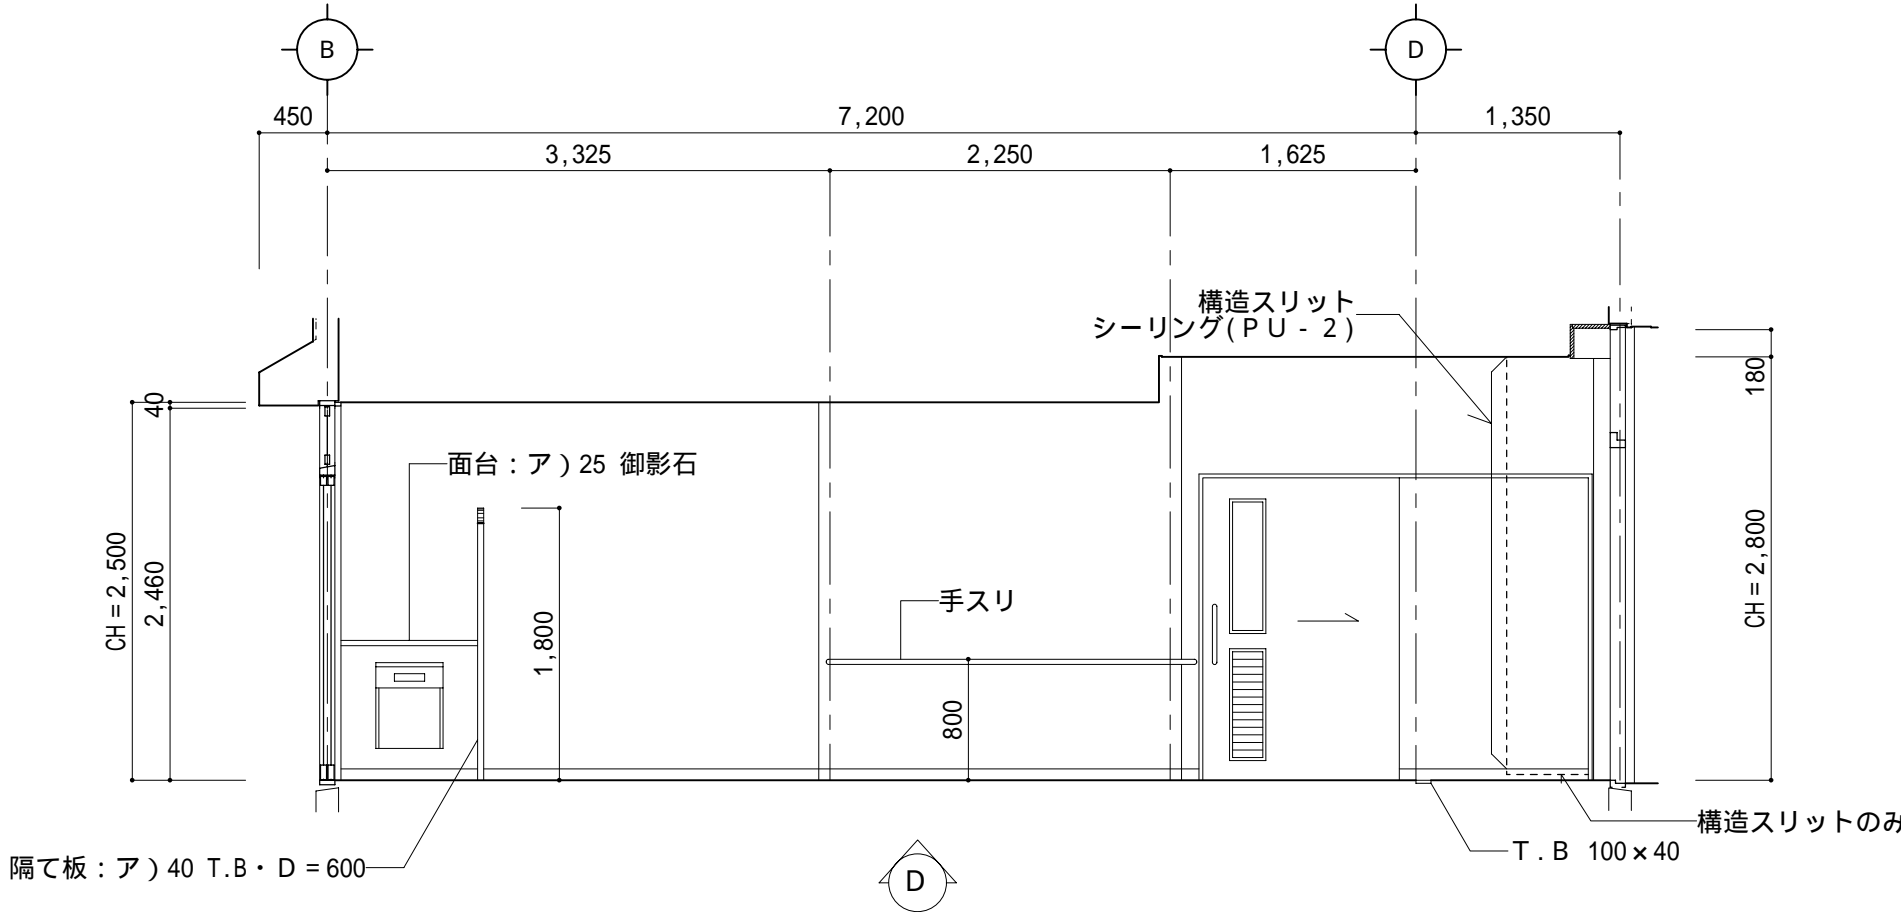 B
D
450
7,200
1,350
3,325
2,250
1,625
構造スリット
シーリング(ＰＵ-２)
40
180
面台：ア）25 御影石
CH=2,500
2,460
1,800
手スリ
800
CH=2,800
構造スリットのみ
Ｔ.Ｂ 100×40
隔て板：ア）40 T.B・Ｄ=600
D